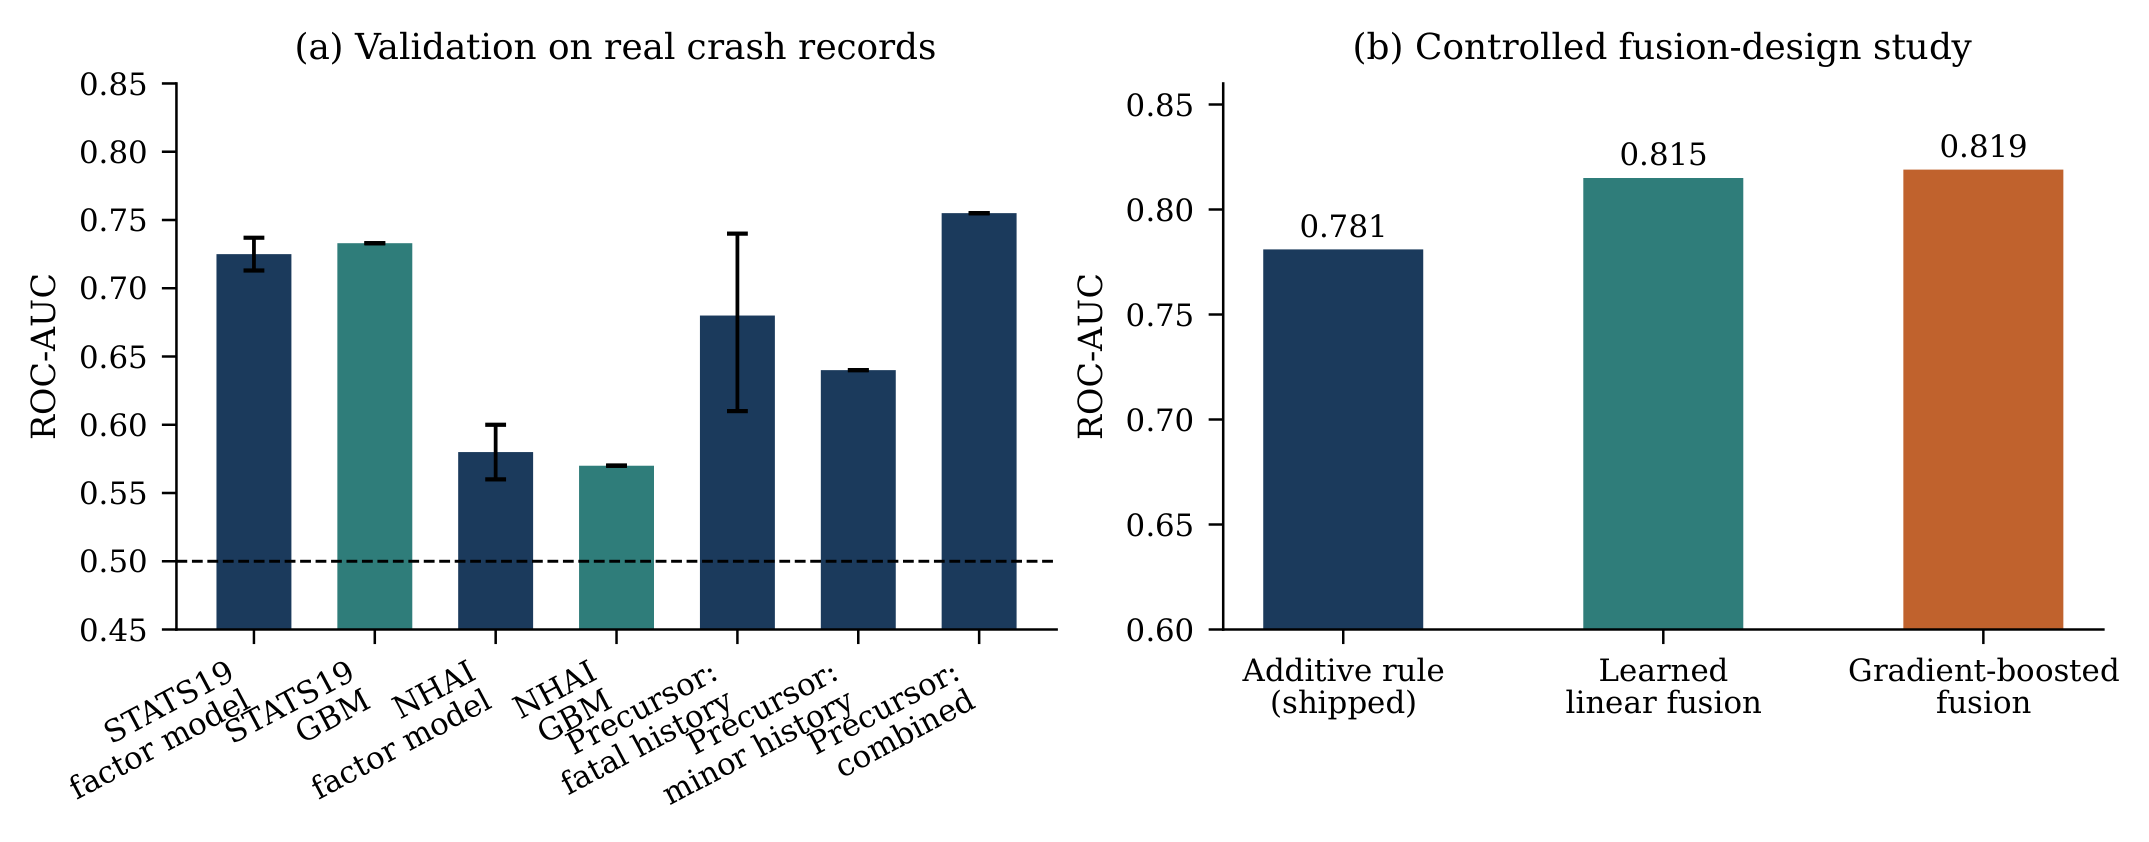 (a) Validation on real crash records
ROC-AUC
0.85
0.80
0.75
0.70
0.65
0.60
0.55
0.50
0.45
STATS19
factor model
STATS19
GBM
NHAI
factor model
NHAI
GBM
Precursor:
fatal history
Precursor:
minor history
Precursor:
combined
(b) Controlled fusion-design study
ROC-AUC
0.85
0.80
0.75
0.70
0.65
0.60
0.781
0.815
0.819
Additive rule
(shipped)
Learned
linear fusion
Gradient-boosted
fusion